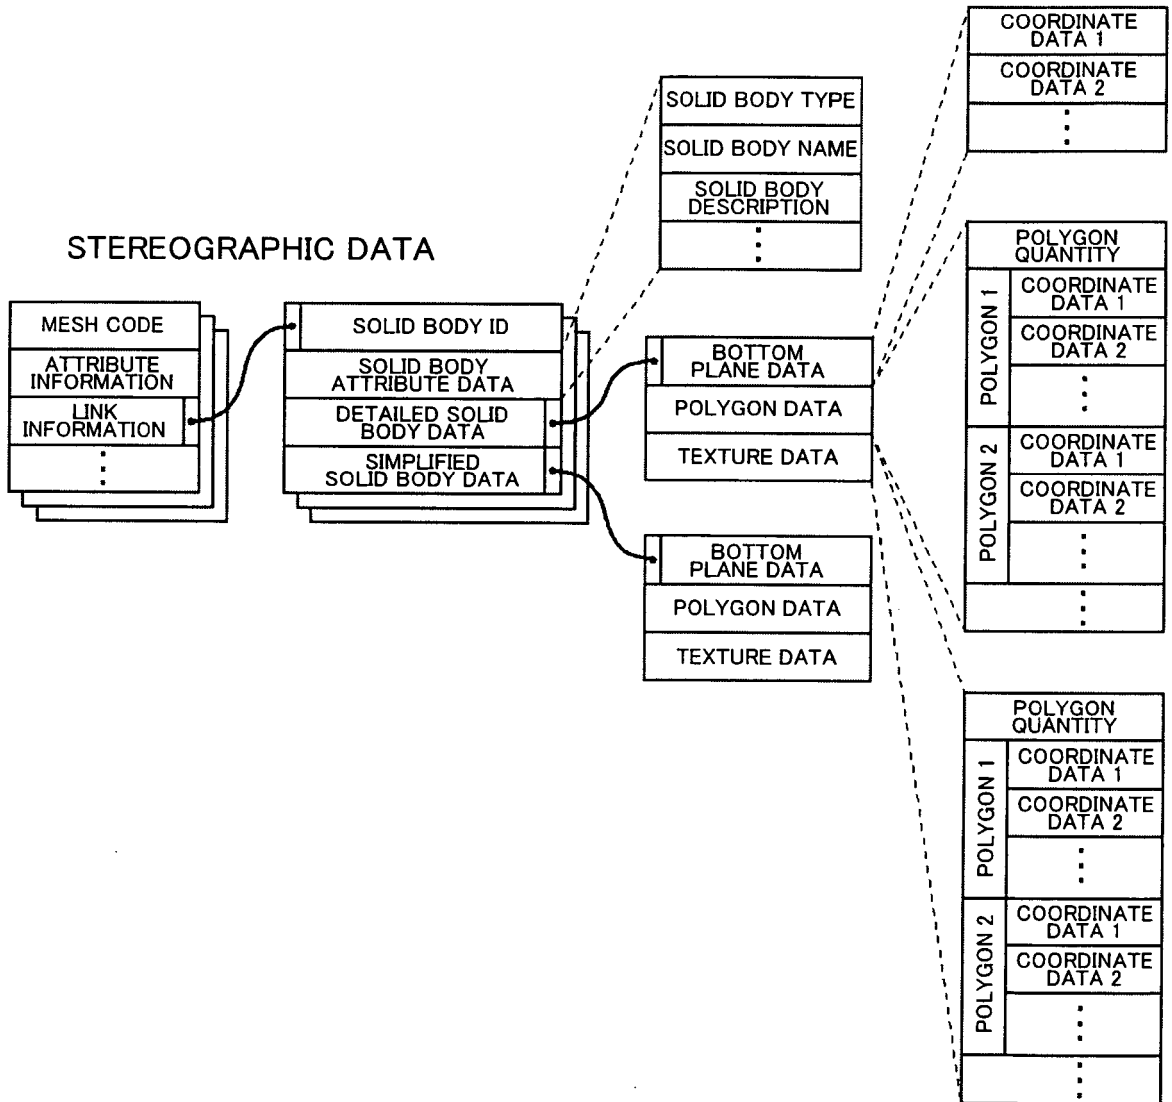 STEREOGRAPHIC DATA
MESH CODE
ATTRIBUTE
INFORMATION
LINK
INFORMATION
SOLID BODY ID
SOLID BODY
ATTRIBUTE DATA
DETAILED SOLID
BODY DATA
SIMPLIFIED
SOLID BODY DATA
SOLID BODY TYPE
SOLID BODY NAME
SOLID BODY
DESCRIPTION
BOTTOM
PLANE DATA
POLYGON DATA
TEXTURE DATA
BOTTOM
PLANE DATA
POLYGON DATA
TEXTURE DATA
COORDINATE
DATA 1
COORDINATE
DATA 2
POLYGON
QUANTITY
POLYGON 1
COORDINATE
DATA 1
COORDINATE
DATA 2
POLYGON 2
COORDINATE
DATA 1
COORDINATE
DATA 2
POLYGON
QUANTITY
POLYGON 1
COORDINATE
DATA 1
COORDINATE
DATA 2
POLYGON 2
COORDINATE
DATA 1
COORDINATE
DATA 2